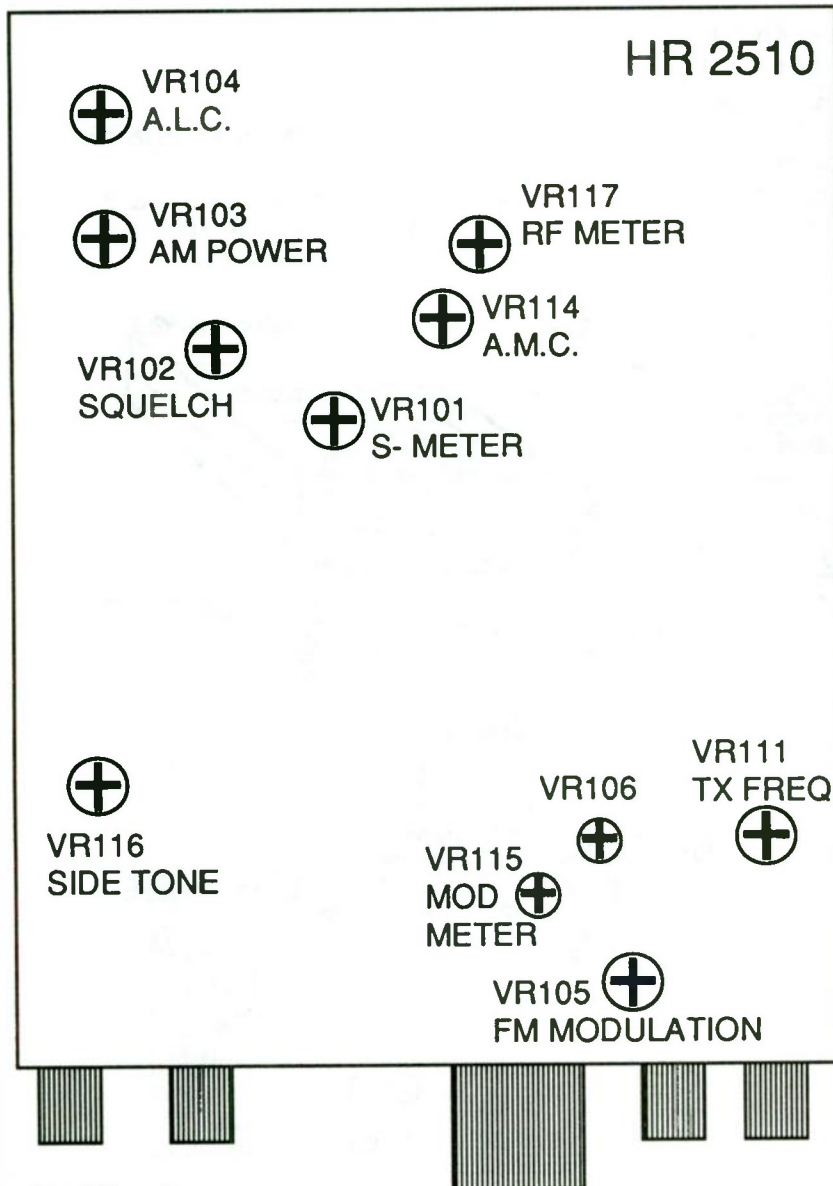 HR 2510
VR104
A.L.C.
VR103
AM POWER
VR117
RF METER
VR114
A.M.C.
VR102
SQUELCH
VR101
S- METER
VR111
TX FREQ
VR106
VR116
SIDE TONE
VR115
MOD
METER
VR105
FM MODULATION